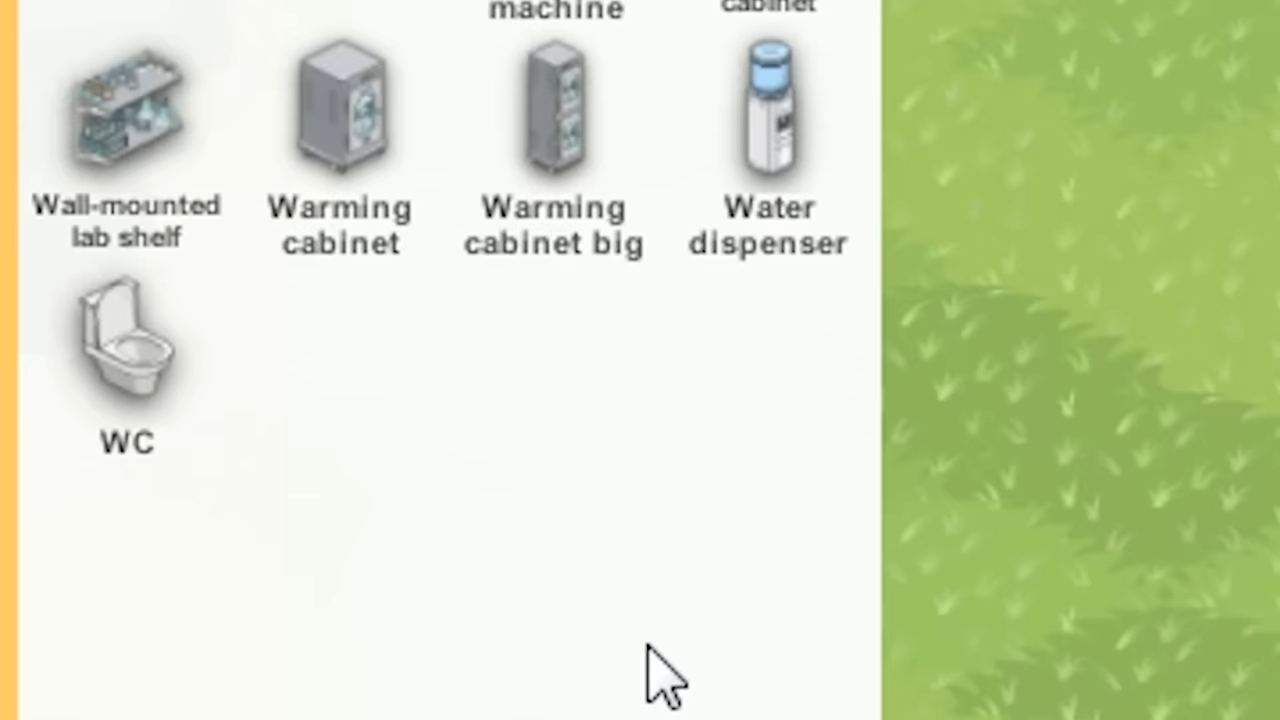 machine
cabinet
Wall-mounted
lab shelf
Warming
cabinet
Warming
cabinet big
Water
dispenser
WC